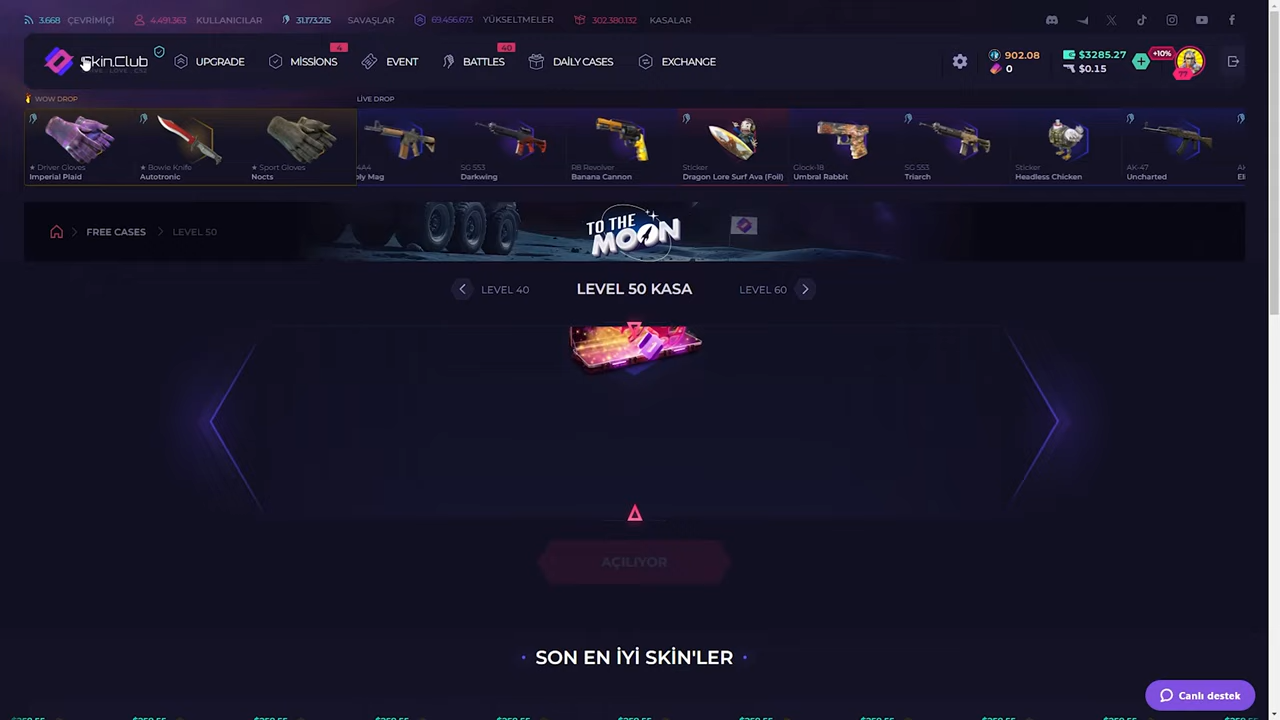 3.668 ÇEVRİMİÇİ 4.491.363 KULLANICILAR 31.173.215 SAVAŞLAR 69.456.673 YÜKSELTMELER 302.380.132 KASALAR
Skin.Club UPGRADE MISSIONS 4 EVENT BATTLES 40 DAILY CASES EXCHANGE 902.08 0 $3285.27 $0.15 +10% 77
WOW DROP LİVE DROP
★ Driver Gloves ★ Bowie Knife ★ Sport Gloves SG 553 R8 Revolver Sticker Glock-18 SG 553 Sticker AK-47
Imperial Plaid Autotronic Nocts ly Mag Darkwing Banana Cannon Dragon Lore Surf Ava (Foil) Umbral Rabbit Triarch Headless Chicken Uncharted
FREE CASES LEVEL 50
TO THE
MOON
LEVEL 40 LEVEL 50 KASA LEVEL 60
AÇILIYOR
SON EN İYİ SKİN'LER
Canlı destek